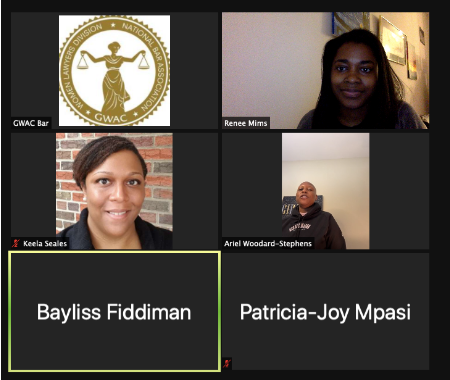 WOMEN LAWYERS DIVISION • NATIONAL BAR ASSOCIATION
GWAC
GWAC Bar
Renee Mims
Keela Seales
Ariel Woodard-Stephens
Bayliss Fiddiman
Patricia-Joy Mpasi